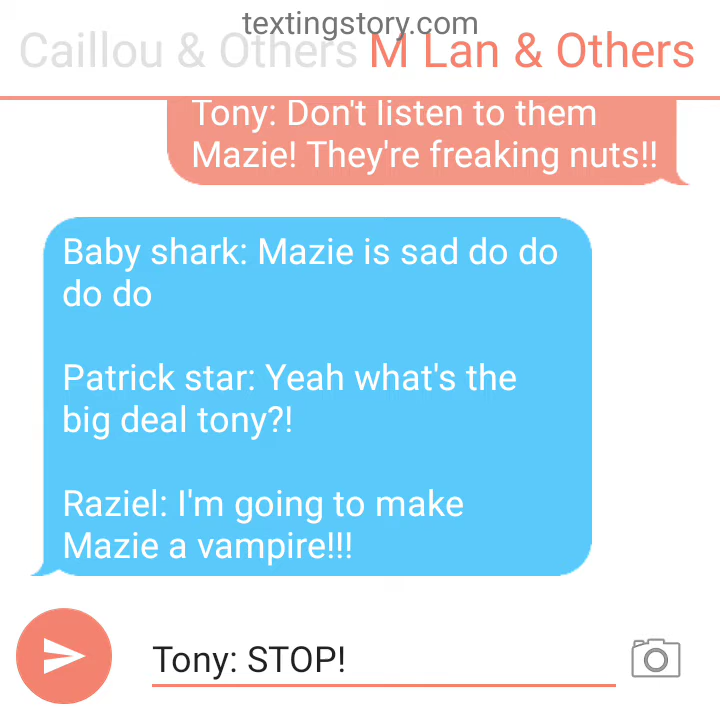 textingstory.com
Caillou & Others M Lan & Others
Tony: Don't listen to them
Mazie! They're freaking nuts!!
Baby shark: Mazie is sad do do
do do
Patrick star: Yeah what's the
big deal tony?!
Raziel: I'm going to make
Mazie a vampire!!!
Tony: STOP!